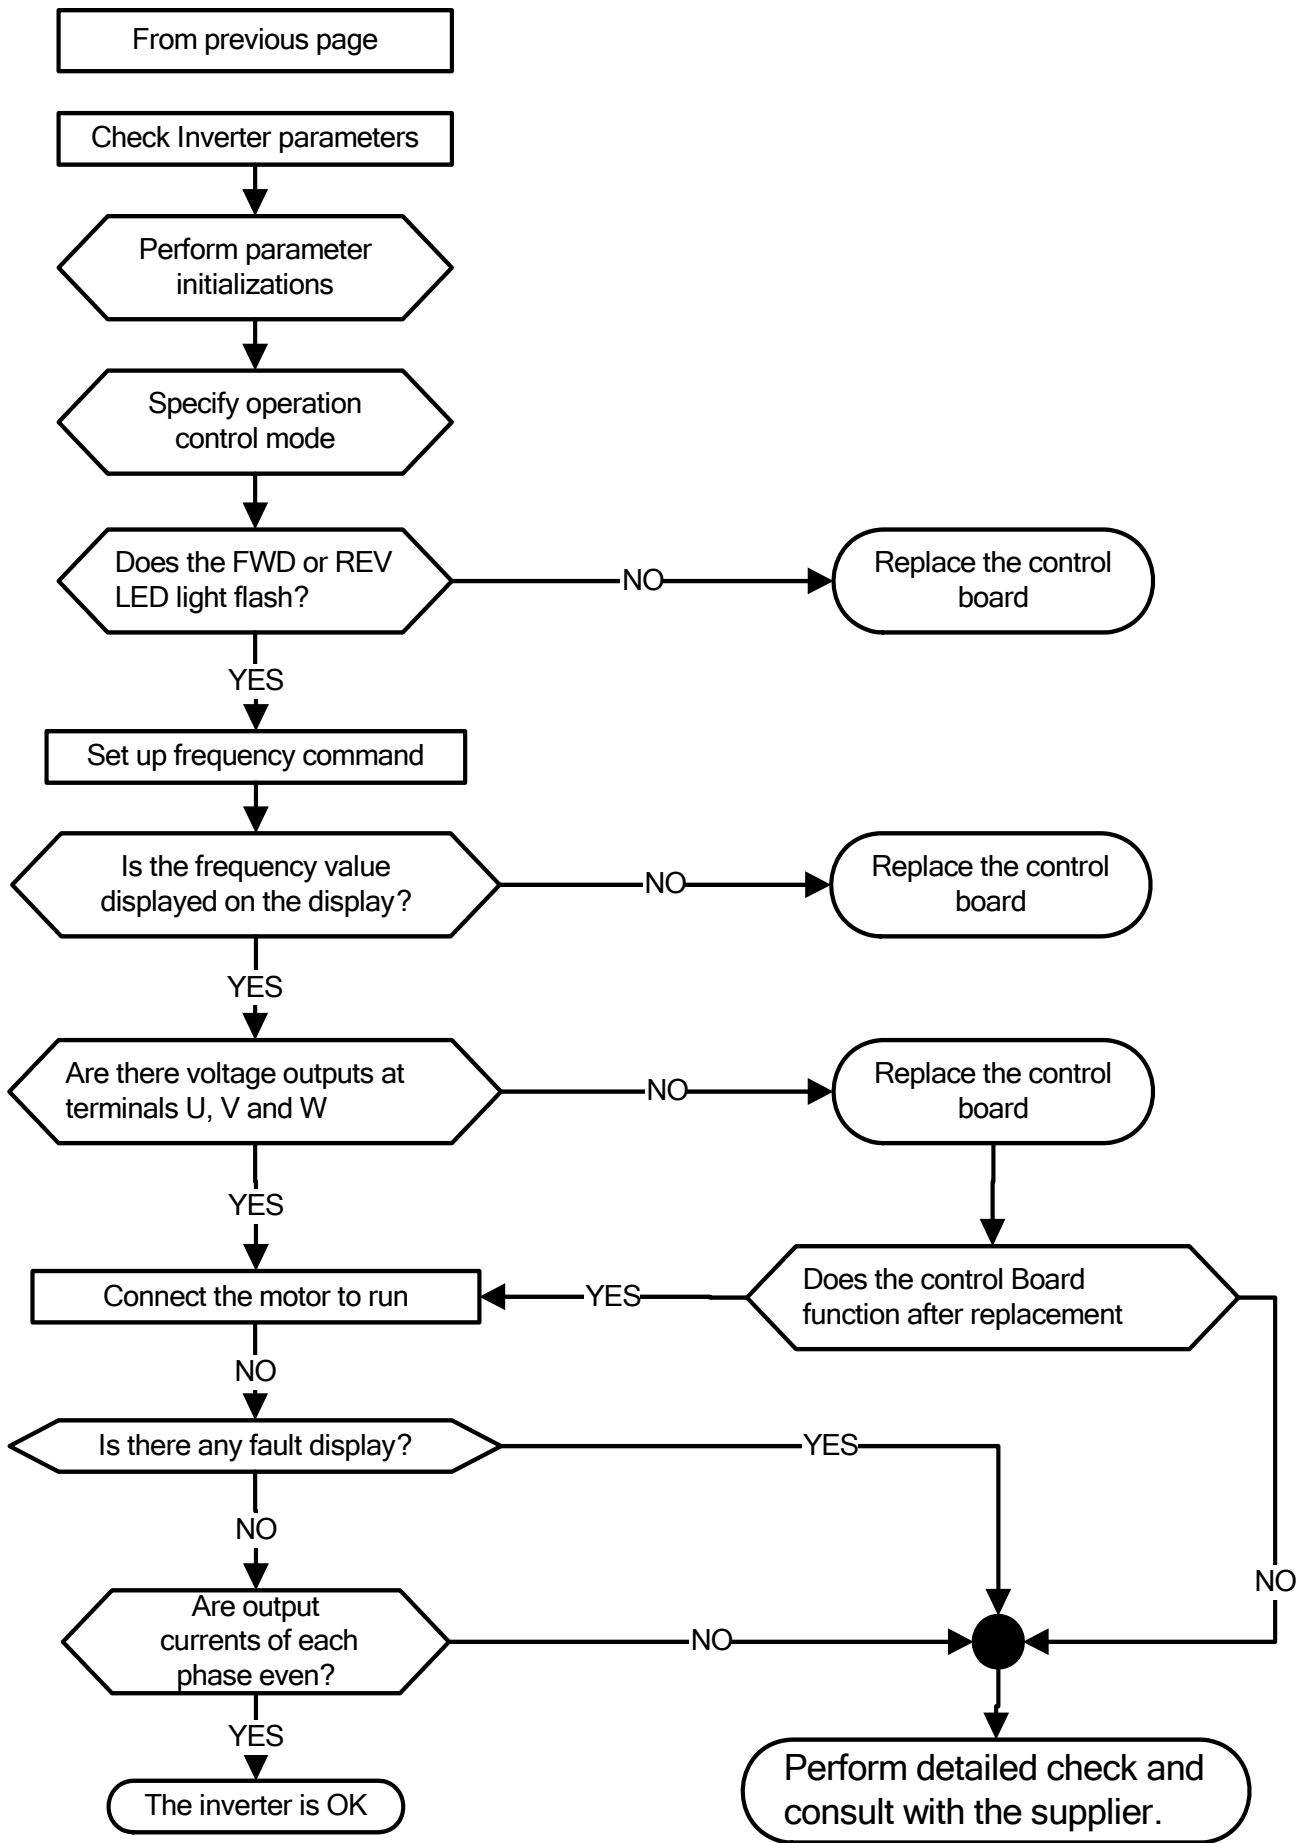 From previous page
Check Inverter parameters
Perform parameter
initializations
Specify operation
control mode
Does the FWD or REV
LED light flash?
NO
Replace the control
board
YES
Set up frequency command
Is the frequency value
displayed on the display?
NO
Replace the control
board
YES
Are there voltage outputs at
terminals U, V and W
NO
Replace the control
board
YES
Connect the motor to run
YES
Does the control Board
function after replacement
NO
Is there any fault display?
YES
NO
NO
Are output
currents of each
phase even?
NO
YES
The inverter is OK
Perform detailed check and
consult with the supplier.